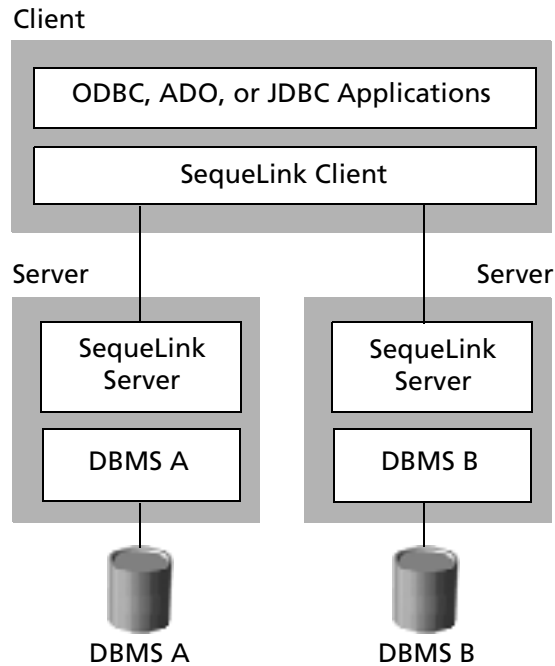 Client
ODBC, ADO, or JDBC Applications
SequeLink Client
Server
Server
SequeLink
Server
SequeLink
Server
DBMS A
DBMS B
DBMS A
DBMS B